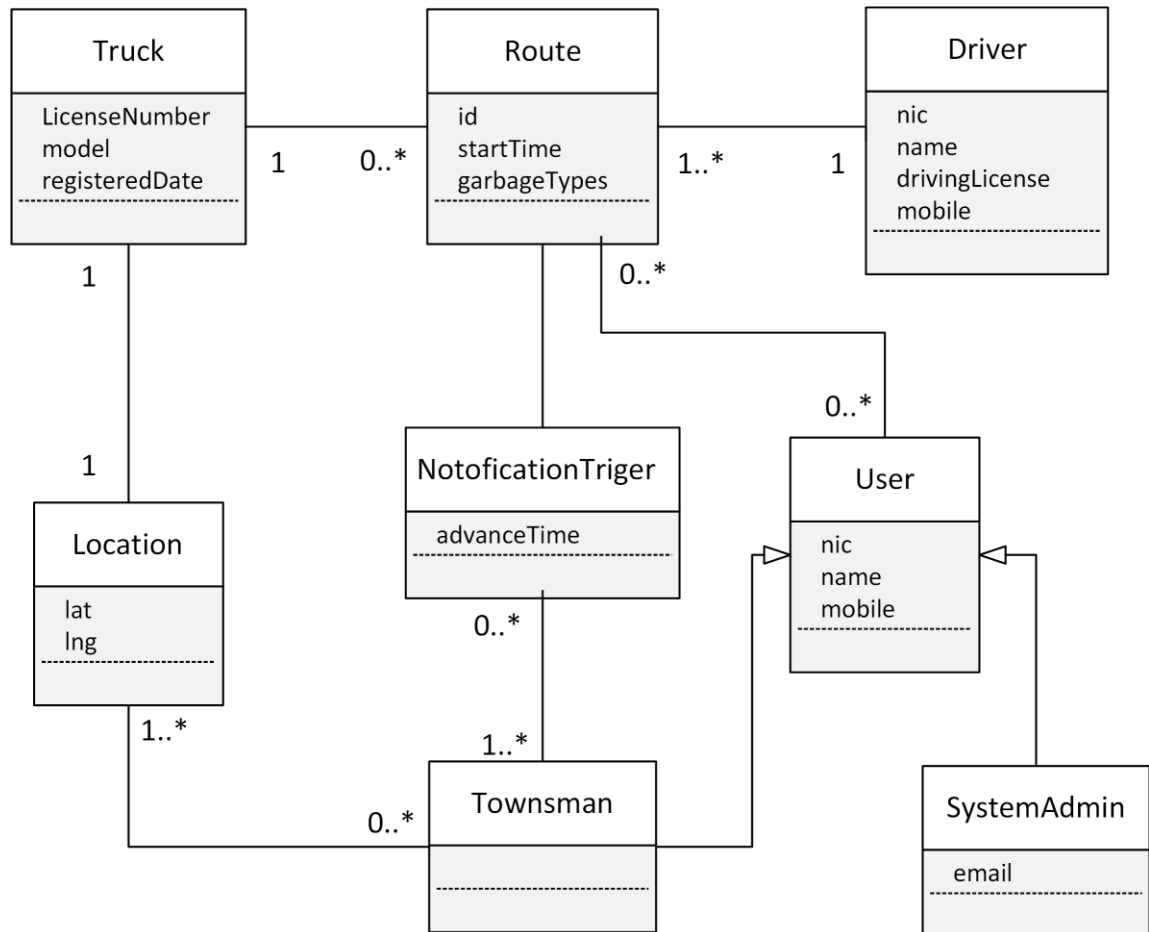 Truck
LicenseNumber
model
registeredDate
1
0..*
Route
id
startTime
garbageTypes
1..*
1
Driver
nic
name
drivingLicense
mobile
1
0..*
1
0..*
NotoficationTriger
advanceTime
User
nic
name
mobile
Location
lat
lng
0..*
1..*
1..*
0..*
Townsman
SystemAdmin
email